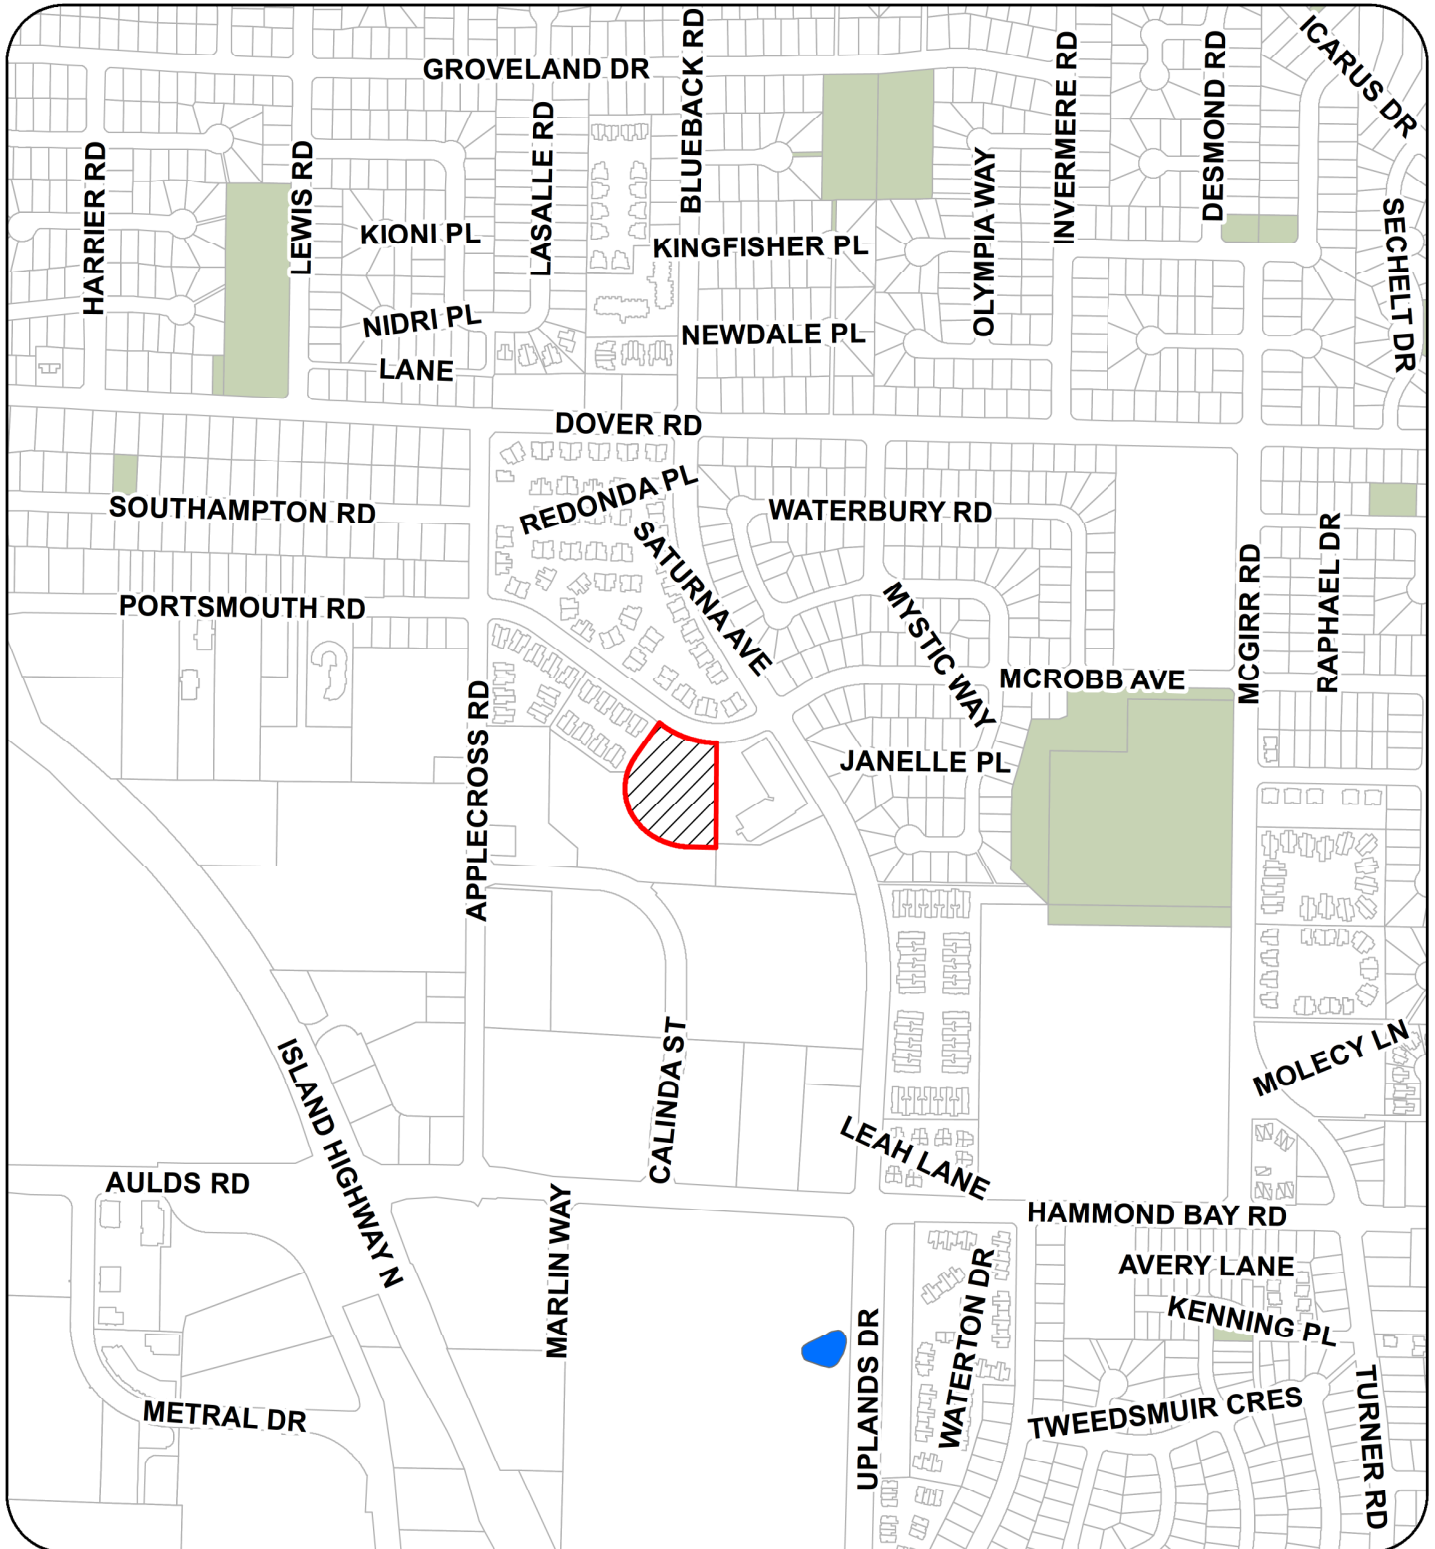 ICARUS DR
GROVELAND DR
BLUEBACK RD
INVERMERE RD
DESMOND RD
LASALLE RD
HARRIER RD
LEWIS RD
OLYMPIA WAY
SECHELT DR
KIONI PL
KINGFISHER PL
NIDRI PL
NEWDALE PL
LANE
DOVER RD
REDONDA PL
SOUTHAMPTON RD
WATERBURY RD
SATURNA AVE
RAPHAEL DR
MCGIRR RD
PORTSMOUTH RD
MYSTIC WAY
MCROBB AVE
APPLECROSS RD
JANELLE PL
ISLAND HIGHWAY N
CALINDA ST
MOLECY LN
LEAH LANE
AULDS RD
MARLIN WAY
HAMMOND BAY RD
AVERY LANE
WATERTON DR
KENNING PL
UPLANDS DR
TURNER RD
METRAL DR
TWEEDSMUIR CRES